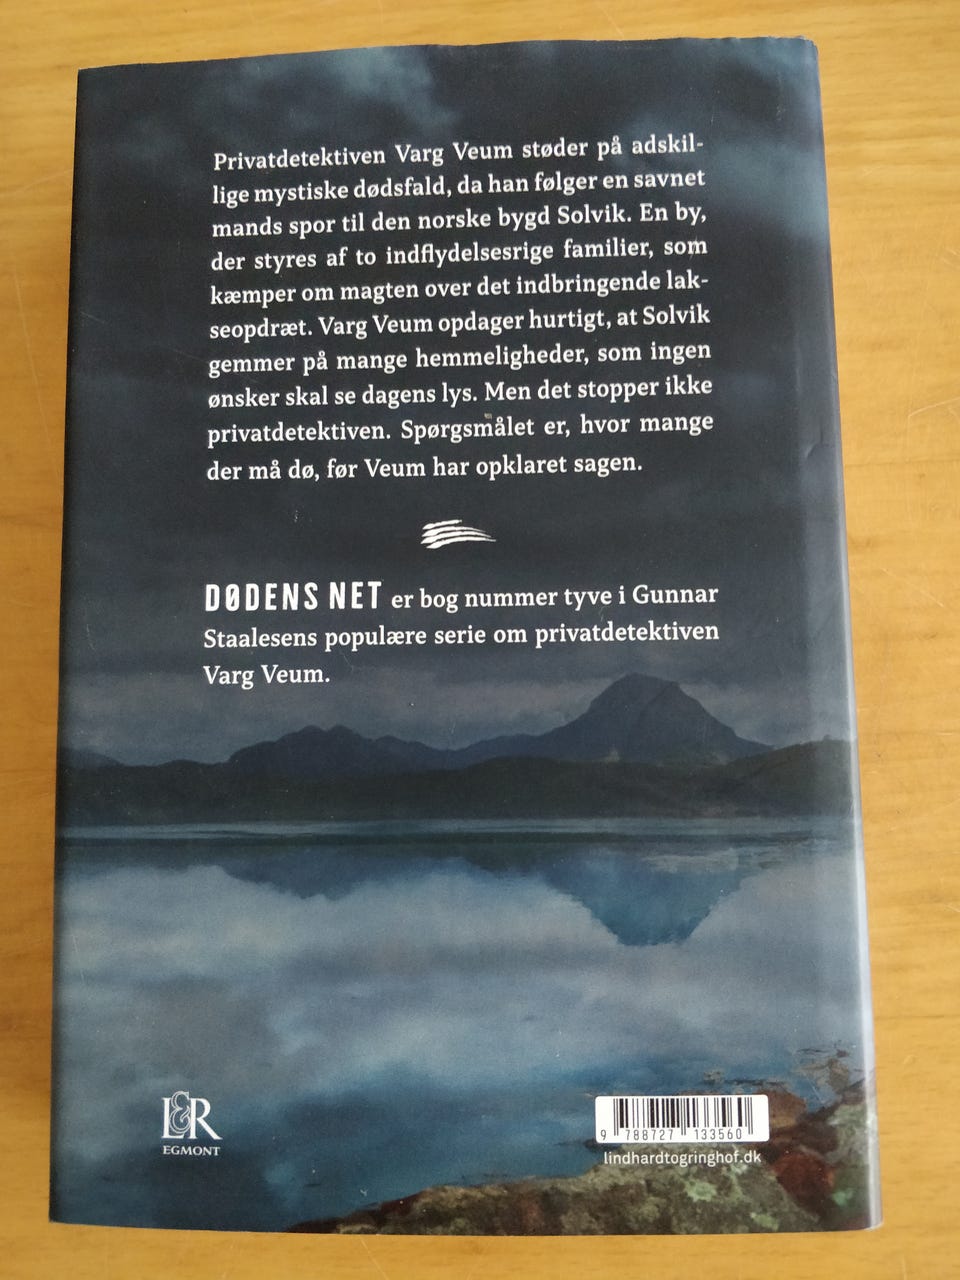 Privatdetektiven Varg Veum støder på adskil-
lige mystiske dødsfald, da han følger en savnet
mands spor til den norske bygd Solvik. En by,
der styres af to indflydelsesrige familier, som
kæmper om magten over det indbringende lak-
seopdræt. Varg Veum opdager hurtigt, at Solvik
gemmer på mange hemmeligheder, som ingen
ønsker skal se dagens lys. Men det stopper ikke
privatdetektiven. Spørgsmålet er, hvor mange
der må dø, før Veum har opklaret sagen.
DØDENS NET er bog nummer tyve i Gunnar
Staalesens populære serie om privatdetektiven
Varg Veum.
L&R
EGMONT
9 788727 133560
lindhardtogringhof.dk